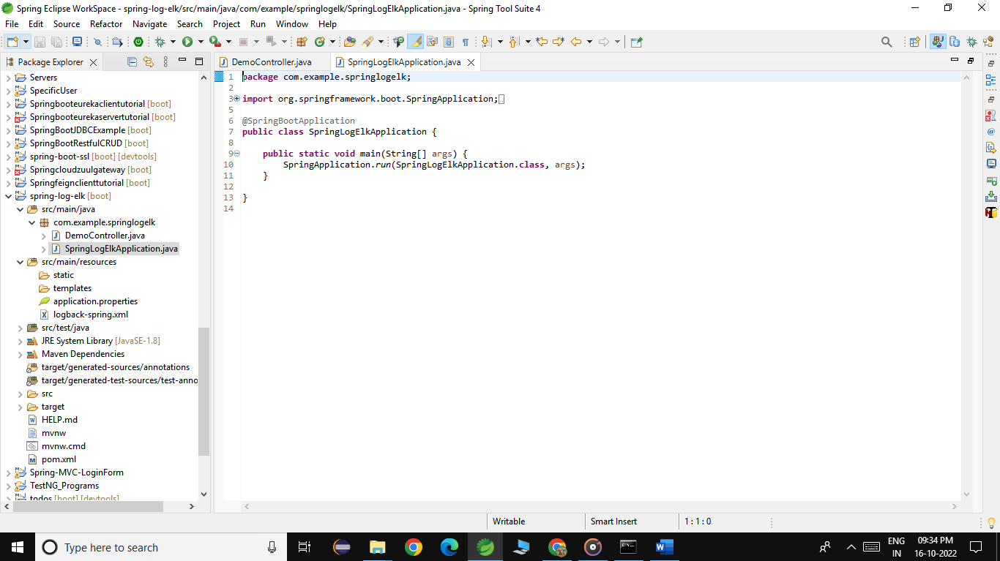 Spring Eclipse WorkSpace - spring-log-elk/src/main/java/com/example/springlogelk/SpringLogElkApplication.java - Spring Tool Suite 4
File Edit Source Refactor Navigate Search Project Run Window Help
Package Explorer
Servers
SpecificUser
Springbooteurekaclientutorial [boot]
Springbooteurekaservertutorial [boot]
SpringBootJDBCExample [boot]
SpringBootRestfulCRUD [boot]
spring-boot-ssl [boot] [devtools]
Springcloudzuulgateway [boot]
Springfeignclienttutorial [boot]
spring-log-elk [boot]
src/main/java
com.example.springlogelk
DemoController.java
SpringLogElkApplication.java
src/main/resources
static
templates
application.properties
logback-spring.xml
src/test/java
JRE System Library [JavaSE-1.8]
Maven Dependencies
target/generated-sources/annotations
target/generated-test-sources/test-anno
src
target
HELP.md
mvnw
mvnw.cmd
pom.xml
Spring-MVC-LoginForm
TestNG_Programs
todos [boot] [devtools]
DemoController.java SpringLogElkApplication.java
1 package com.example.springlogelk;
2
3 import org.springframework.boot.SpringApplication;
5
6 @SpringBootApplication
7 public class SpringLogElkApplication {
8
9 public static void main(String[] args) {
10 SpringApplication.run(SpringLogElkApplication.class, args);
11 }
12
13 }
14
Writable Smart Insert 1 : 1 : 0
Type here to search
ENG
IN
09:34 PM
16-10-2022